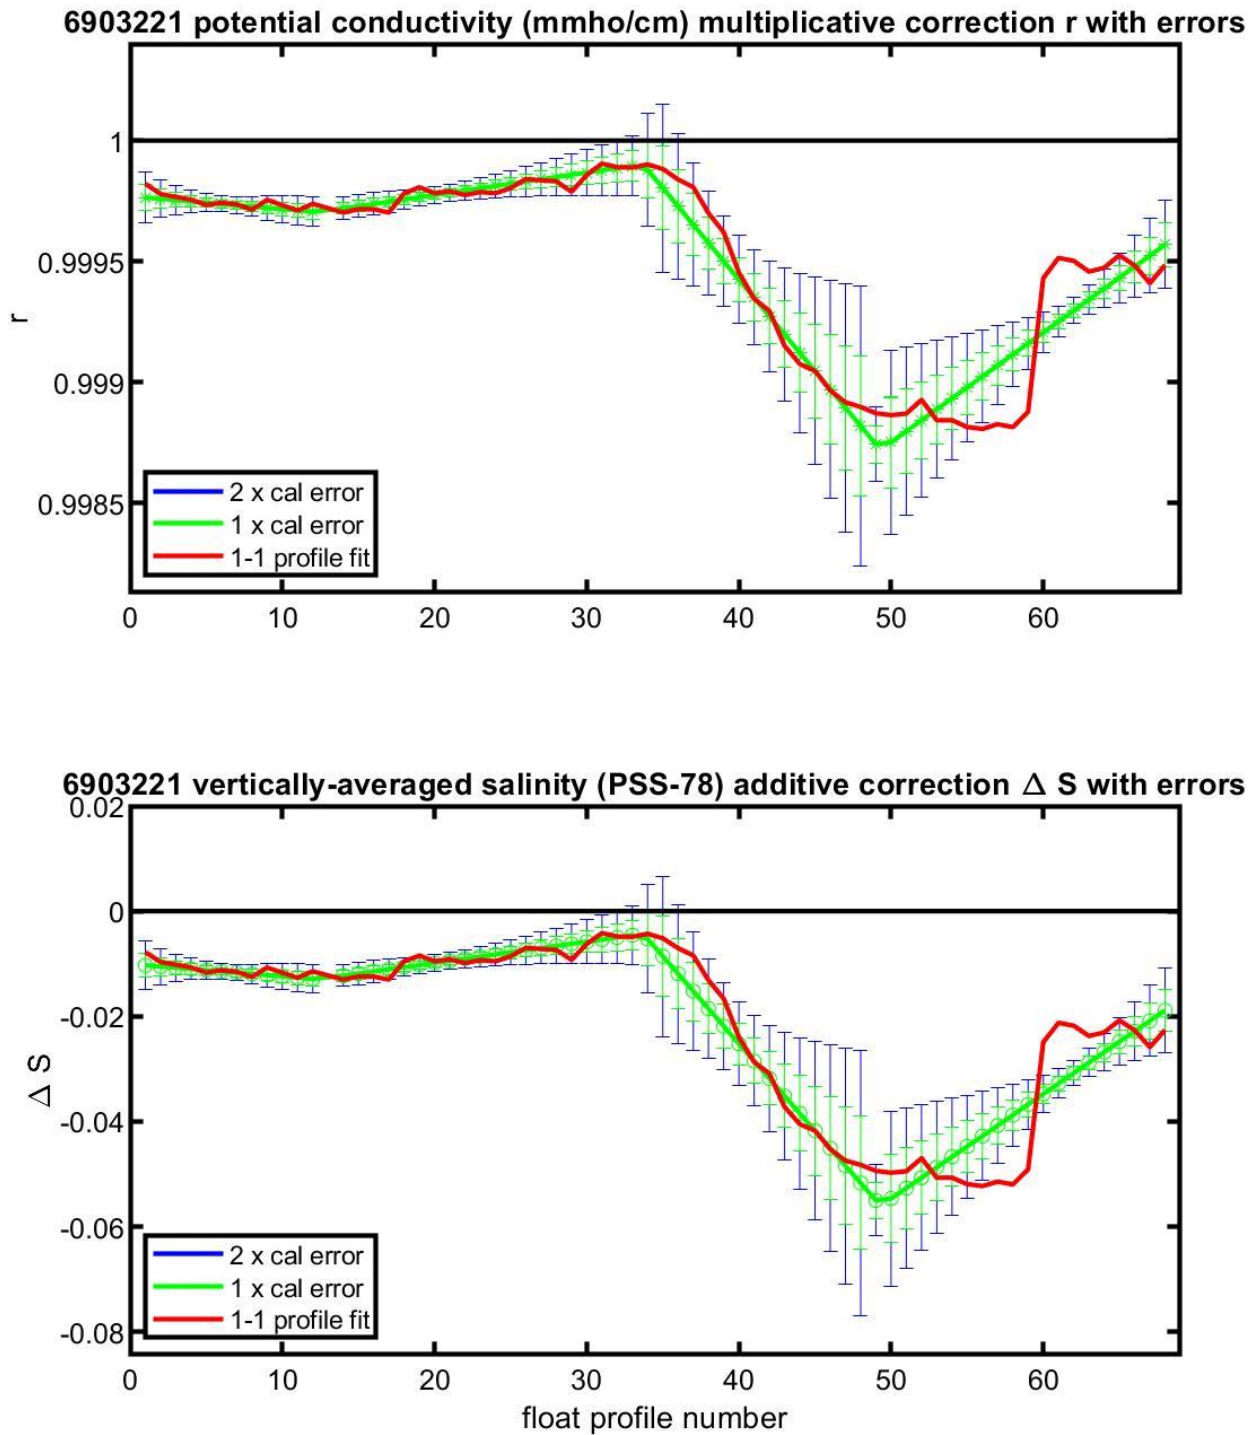 6903221 potential conductivity (mmho/cm) multiplicative correction r with errors
1
0.9995
0.999
0.9985
r
2 x cal error
1 x cal error
1-1 profile fit
0 10 20 30 40 50 60
6903221 vertically-averaged salinity (PSS-78) additive correction Δ S with errors
0.02
0
-0.02
-0.04
-0.06
-0.08
Δ S
2 x cal error
1 x cal error
1-1 profile fit
0 10 20 30 40 50 60
float profile number